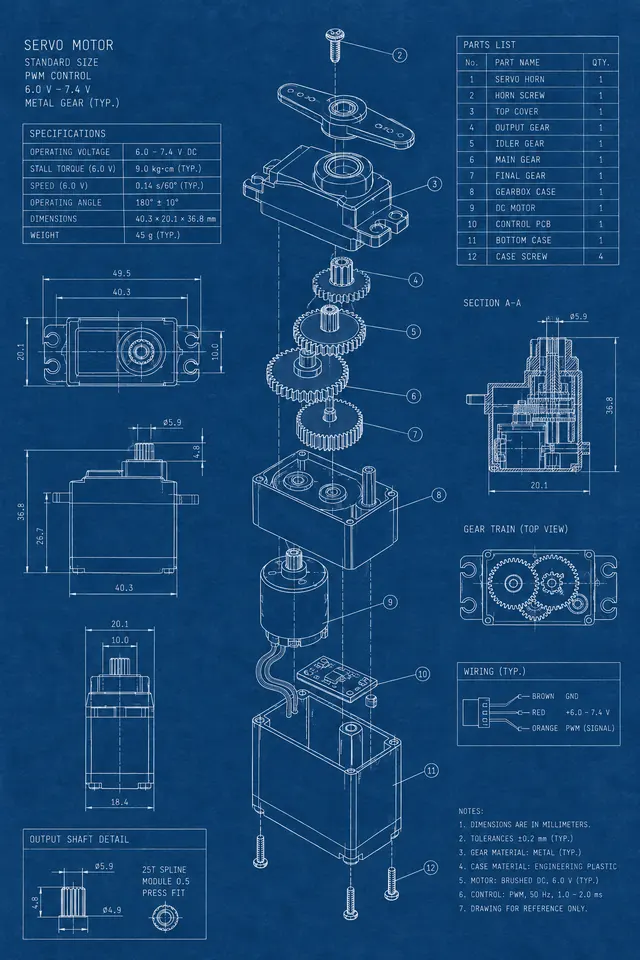 SERVO MOTOR
STANDARD SIZE
PWM CONTROL
6.0 V – 7.4 V
METAL GEAR (TYP.)
SPECIFICATIONS
OPERATING VOLTAGE 6.0 – 7.4 V DC
STALL TORQUE (6.0 V) 9.0 kg·cm (TYP.)
SPEED (6.0 V) 0.14 s/60° (TYP.)
OPERATING ANGLE 180° ± 10°
DIMENSIONS 40.3 × 20.1 × 36.8 mm
WEIGHT 45 g (TYP.)
49.5
40.3
20.1
10.0
ø5.9
4.8
36.8
26.7
40.3
20.1
10.0
18.4
OUTPUT SHAFT DETAIL
ø5.9
4.8
ø4.9
25T SPLINE
MODULE 0.5
PRESS FIT
2
3
4
5
6
7
8
9
10
11
12
PARTS LIST
No. PART NAME QTY.
1 SERVO HORN 1
2 HORN SCREW 1
3 TOP COVER 1
4 OUTPUT GEAR 1
5 IDLER GEAR 1
6 MAIN GEAR 1
7 FINAL GEAR 1
8 GEARBOX CASE 1
9 DC MOTOR 1
10 CONTROL PCB 1
11 BOTTOM CASE 1
12 CASE SCREW 4
SECTION A-A
ø5.9
36.8
20.1
GEAR TRAIN (TOP VIEW)
WIRING (TYP.)
BROWN GND
RED +6.0 – 7.4 V
ORANGE PWM (SIGNAL)
NOTES:
1. DIMENSIONS ARE IN MILLIMETERS.
2. TOLERANCES ±0.2 mm (TYP.)
3. GEAR MATERIAL: METAL (TYP.)
4. CASE MATERIAL: ENGINEERING PLASTIC
5. MOTOR: BRUSHED DC, 6.0 V (TYP.)
6. CONTROL: PWM, 50 Hz, 1.0 – 2.0 ms
7. DRAWING FOR REFERENCE ONLY.